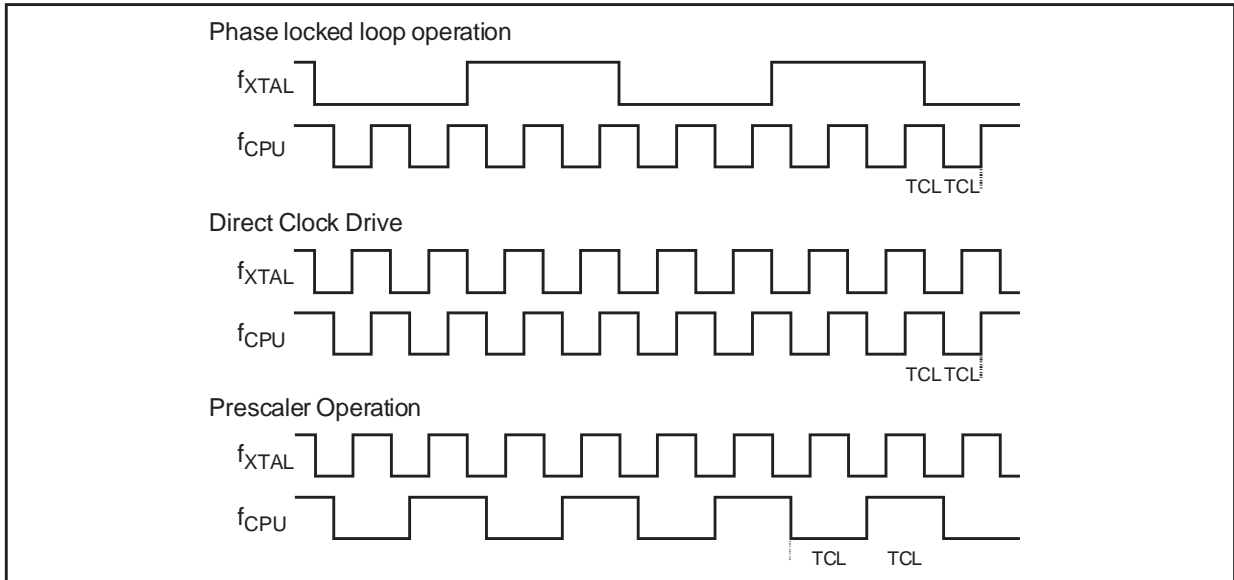 Phase locked loop operation
fXTAL
fCPU
TCL TCL
Direct Clock Drive
fXTAL
fCPU
TCL TCL
Prescaler Operation
fXTAL
fCPU
TCL TCL